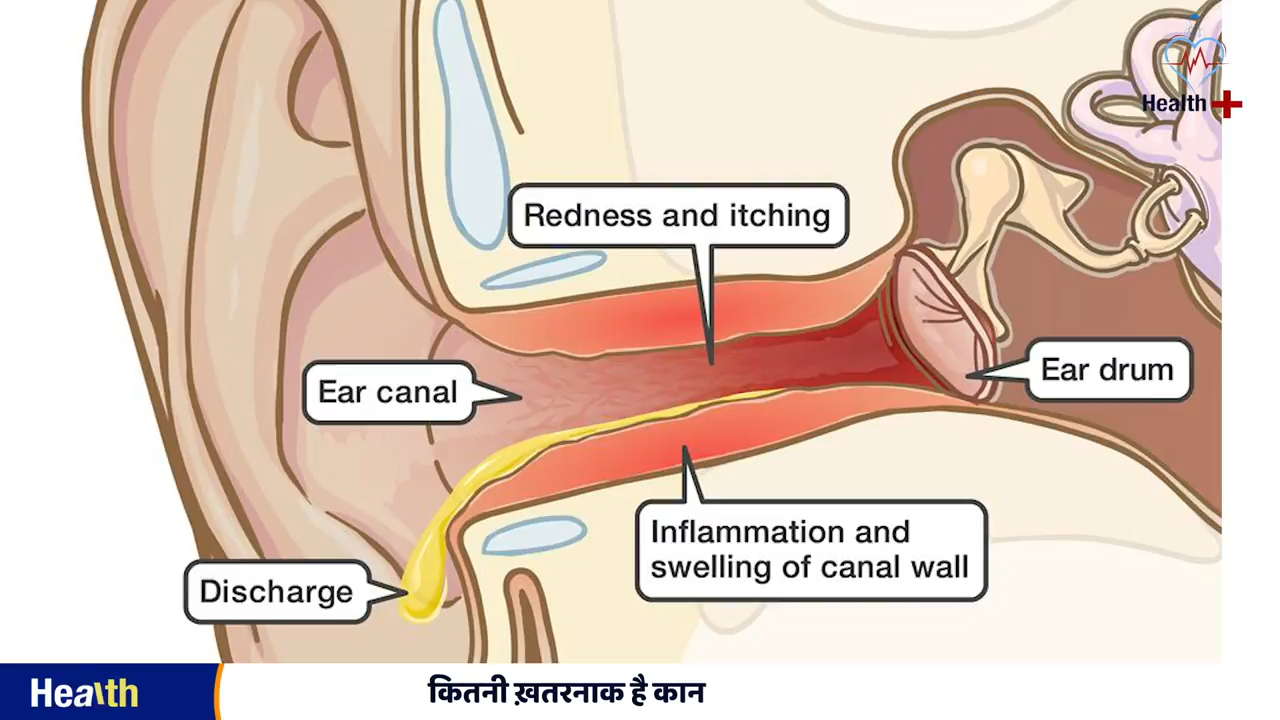 Health
Redness and itching
Ear canal
Ear drum
Inflammation and
swelling of canal wall
Discharge
Health
कितनी ख़तरनाक है कान